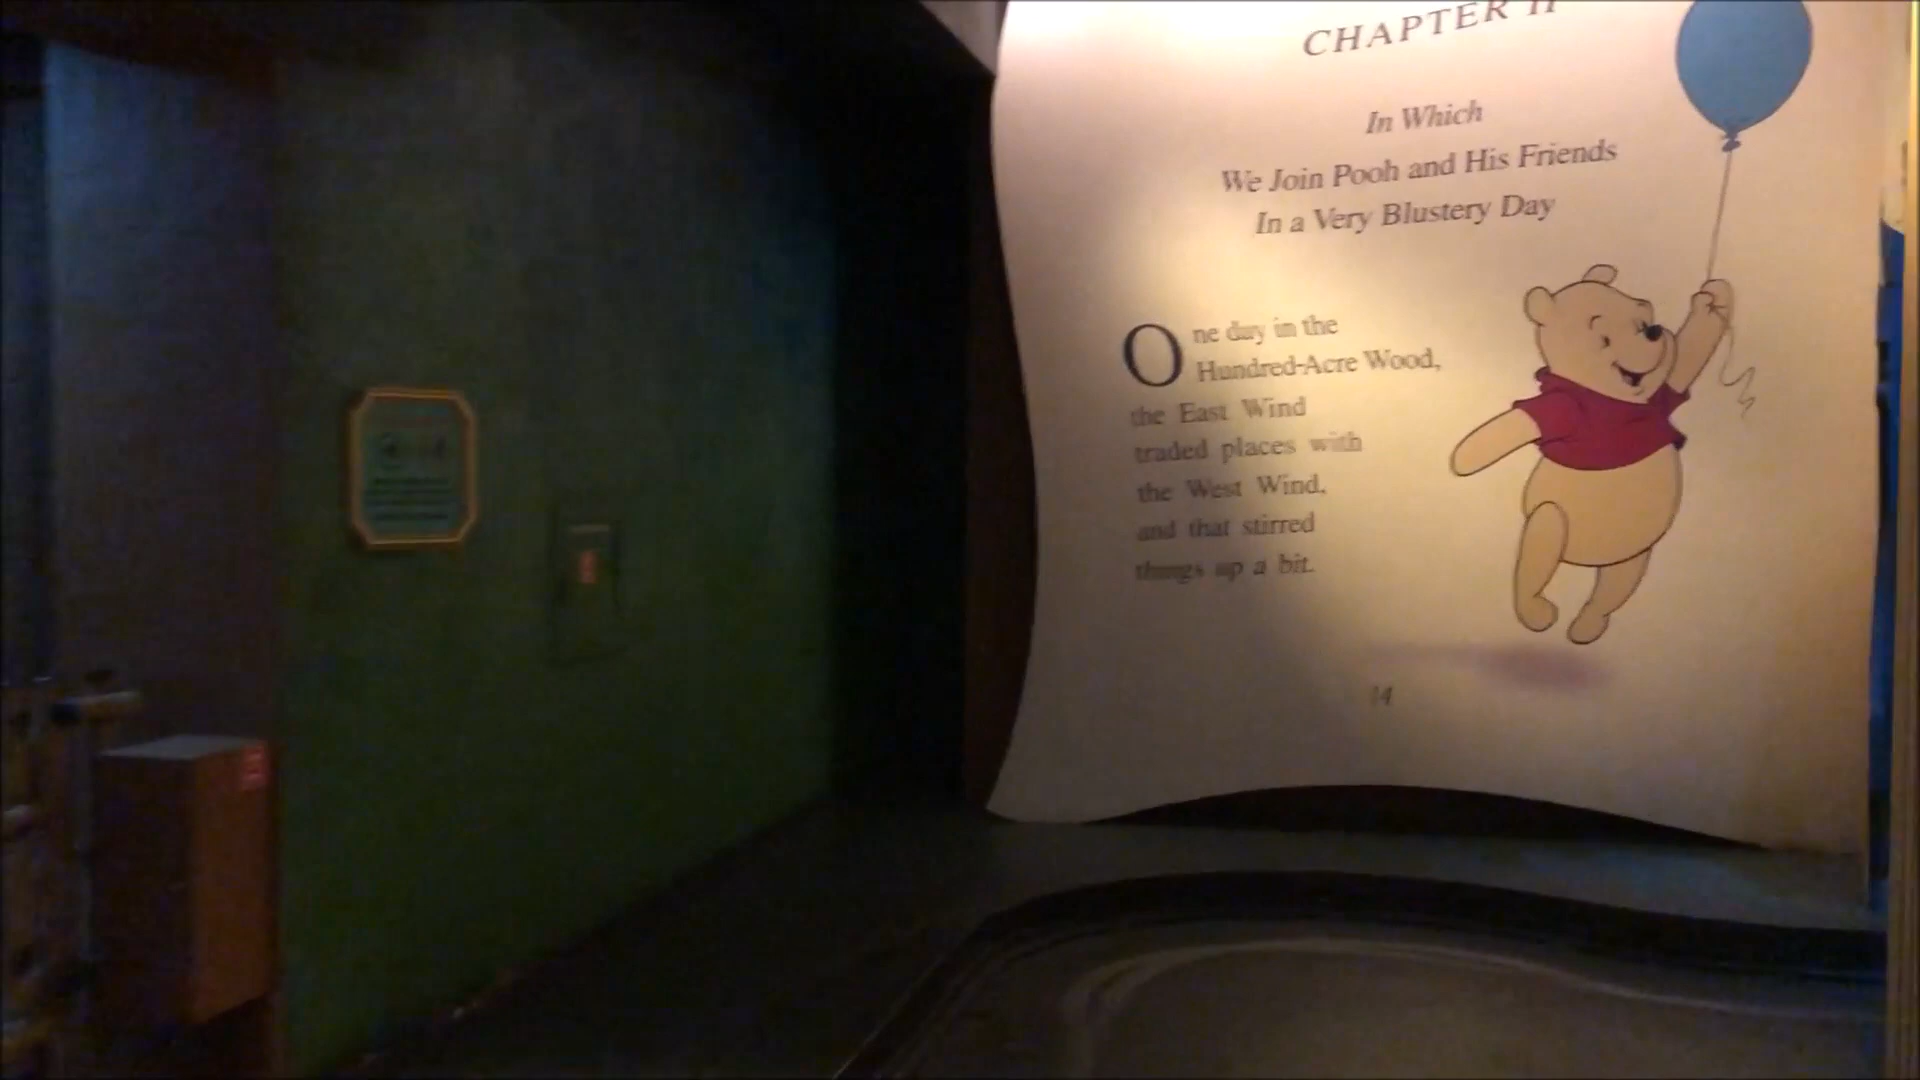 CHAPTER II
In Which
We Join Pooh and His Friends
In a Very Blustery Day
One day in the
Hundred-Acre Wood,
the East Wind
traded places with
the West Wind,
and that stirred
things up a bit.
14